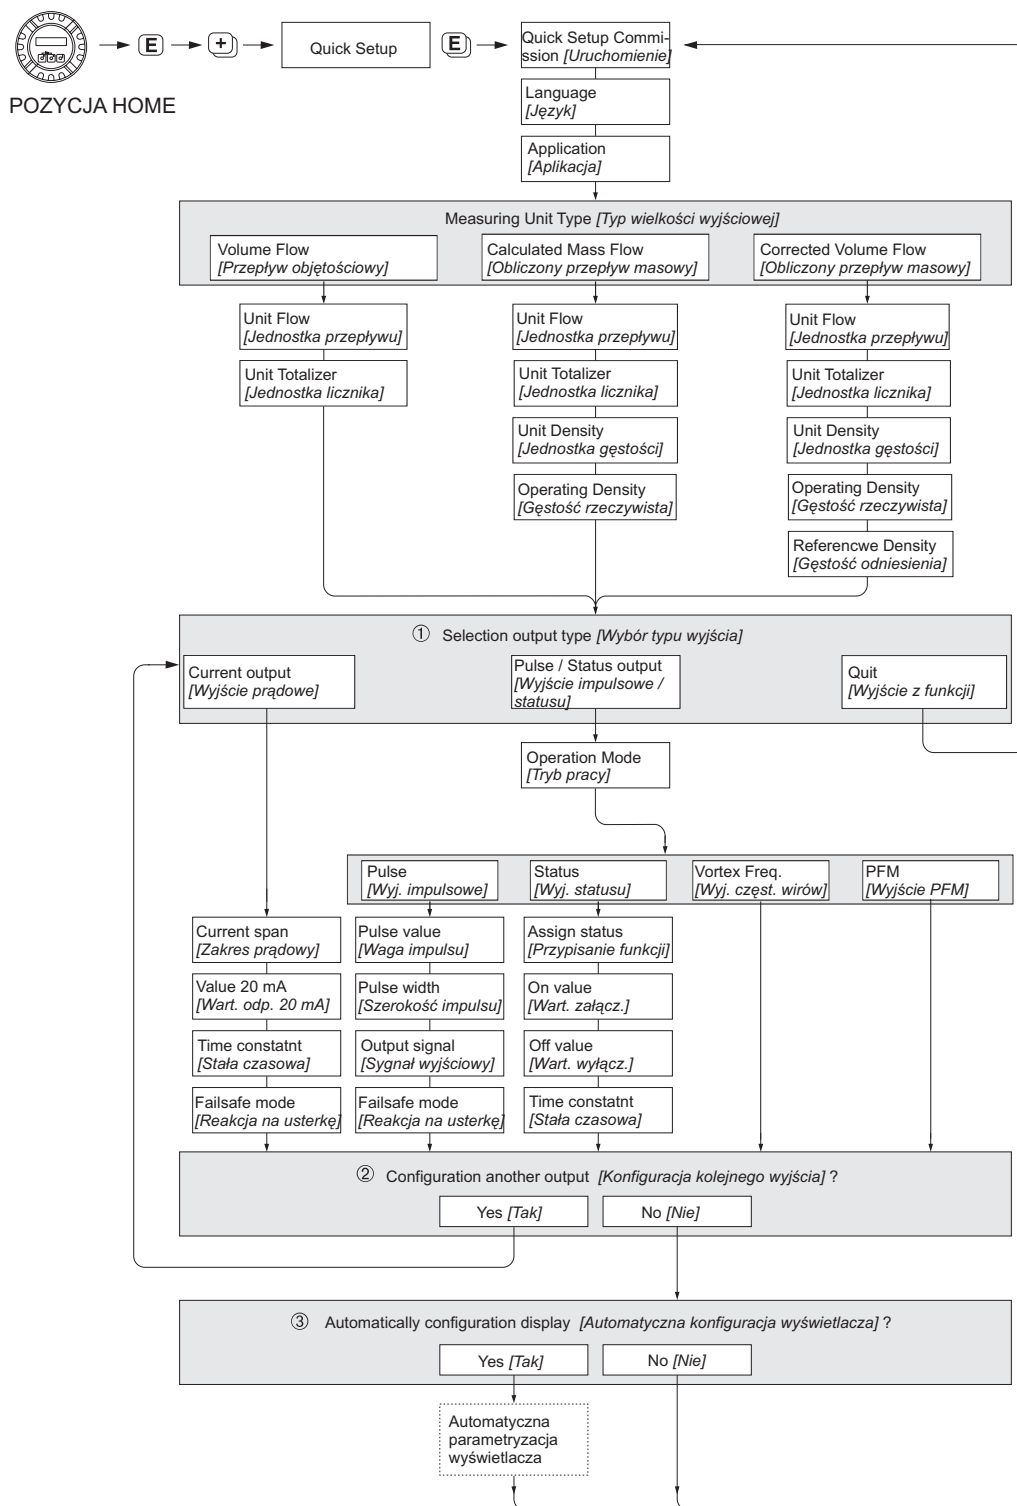 E
+
Quick Setup
E
Quick Setup Commi-
ssion [Uruchomienie]
POZYCJA HOME
Language
[Język]
Application
[Aplikacja]
Measuring Unit Type [Typ wielkości wyjściowej]
Volume Flow
[Przepływ objętościowy]
Calculated Mass Flow
[Obliczony przepływ masowy]
Corrected Volume Flow
[Obliczony przepływ masowy]
Unit Flow
[Jednostka przepływu]
Unit Flow
[Jednostka przepływu]
Unit Flow
[Jednostka przepływu]
Unit Totalizer
[Jednostka licznika]
Unit Totalizer
[Jednostka licznika]
Unit Totalizer
[Jednostka licznika]
Unit Density
[Jednostka gęstości]
Unit Density
[Jednostka gęstości]
Operating Density
[Gęstość rzeczywista]
Operating Density
[Gęstość rzeczywista]
Referencwe Density
[Gęstość odniesienia]
① Selection output type [Wybór typu wyjścia]
Current output
[Wyjście prądowe]
Pulse / Status output
[Wyjście impulsowe /
statusu]
Quit
[Wyjście z funkcji]
Operation Mode
[Tryb pracy]
Pulse
[Wyj. impulsowe]
Status
[Wyj. statusu]
Vortex Freq.
[Wyj. częst. wirów]
PFM
[Wyjście PFM]
Current span
[Zakres prądowy]
Pulse value
[Waga impulsu]
Assign status
[Przypisanie funkcji]
Value 20 mA
[Wart. odp. 20 mA]
Pulse width
[Szerokość impulsu]
On value
[Wart. załącz.]
Time constatnt
[Stała czasowa]
Output signal
[Sygnał wyjściowy]
Off value
[Wart. wyłącz.]
Failsafe mode
[Reakcja na usterkę]
Failsafe mode
[Reakcja na usterkę]
Time constatnt
[Stała czasowa]
② Configuration another output [Konfiguracja kolejnego wyjścia] ?
Yes [Tak]
No [Nie]
③ Automatically configuration display [Automatyczna konfiguracja wyświetlacza] ?
Yes [Tak]
No [Nie]
Automatyczna
parametryzacja
wyświetlacza